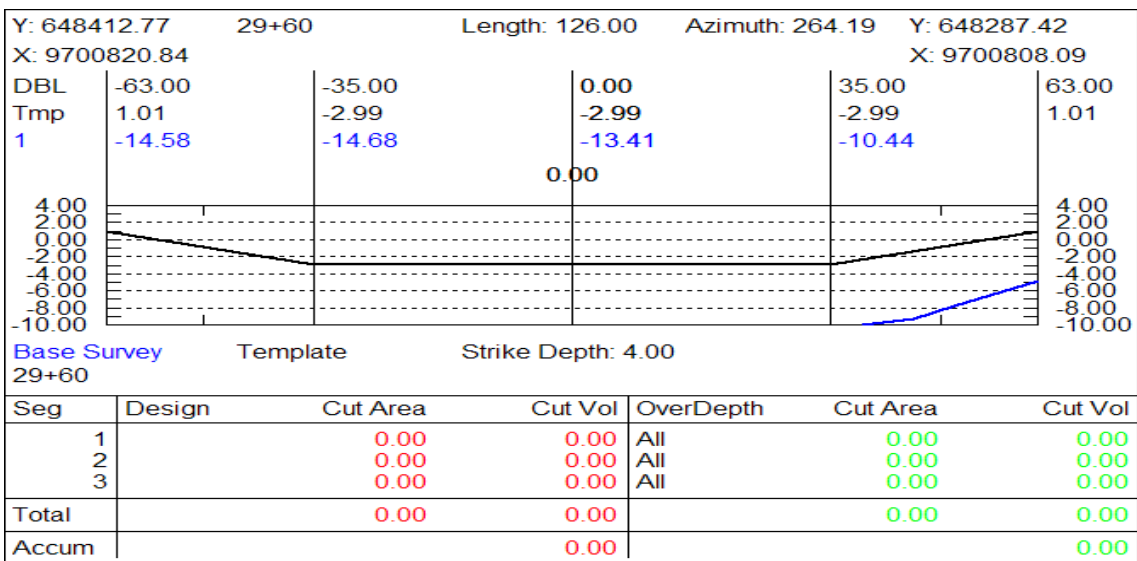 Y: 648412.77 29+60 Length: 126.00 Azimuth: 264.19 Y: 648287.42
X: 9700820.84 X: 9700808.09
DBL -63.00 -35.00 0.00 35.00 63.00
Tmp 1.01 -2.99 -2.99 -2.99 1.01
1 -14.58 -14.68 -13.41 -10.44
0.00
4.00 4.00
2.00 2.00
0.00 0.00
-2.00 -2.00
-4.00 -4.00
-6.00 -6.00
-8.00 -8.00
-10.00 -10.00
Base Survey Template Strike Depth: 4.00
29+60
Seg Design Cut Area Cut Vol OverDepth Cut Area Cut Vol
1 0.00 0.00 All 0.00 0.00
2 0.00 0.00 All 0.00 0.00
3 0.00 0.00 All 0.00 0.00
Total 0.00 0.00 0.00 0.00
Accum 0.00 0.00